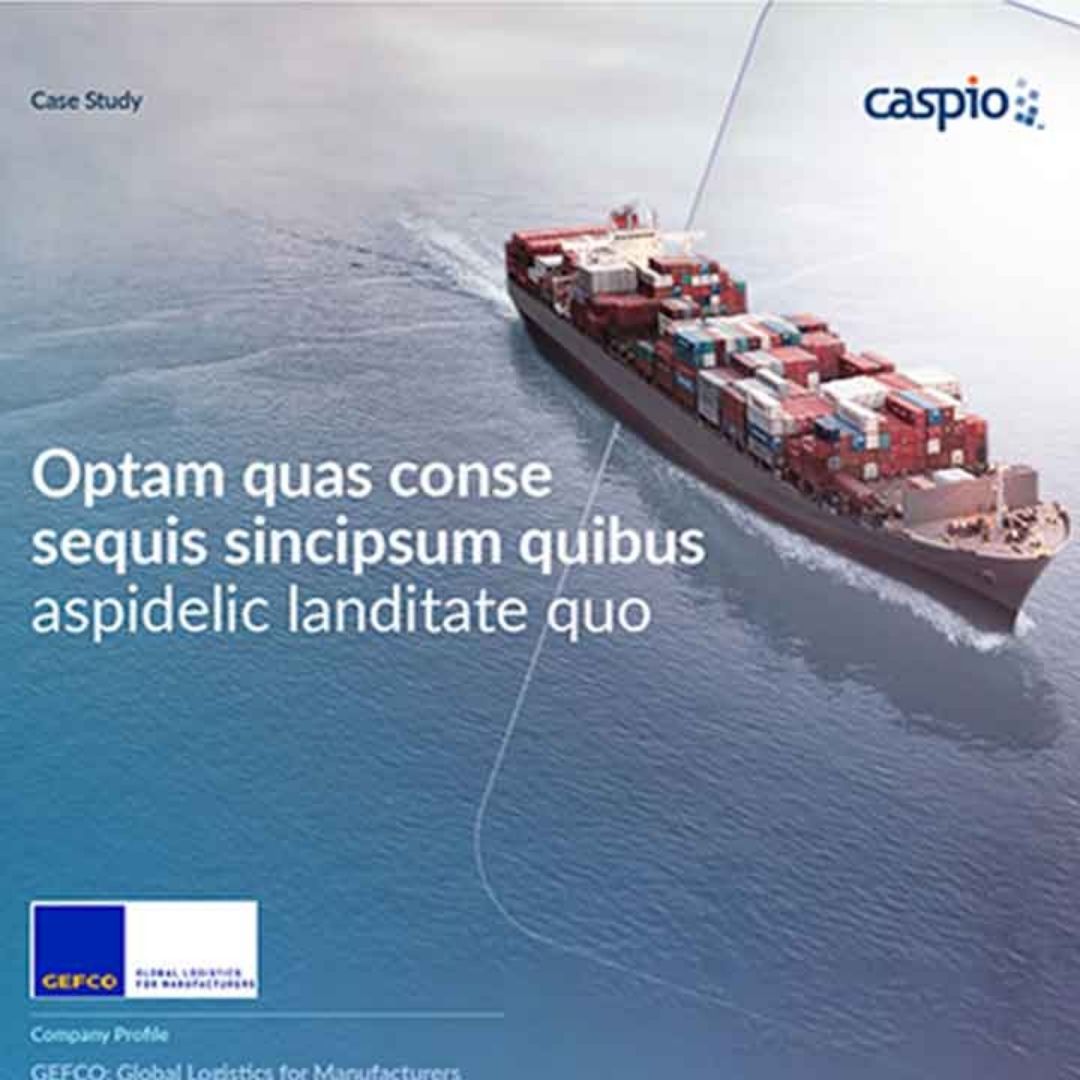 Case Study
caspio
Optam quas conse
sequis sincipsum quibus
aspidelic landitate quo
GEFCO
GLOBAL LOGISTICS
FOR MANUFACTURERS
Company Profile
GEFCO: Global Logistics for Manufacturers